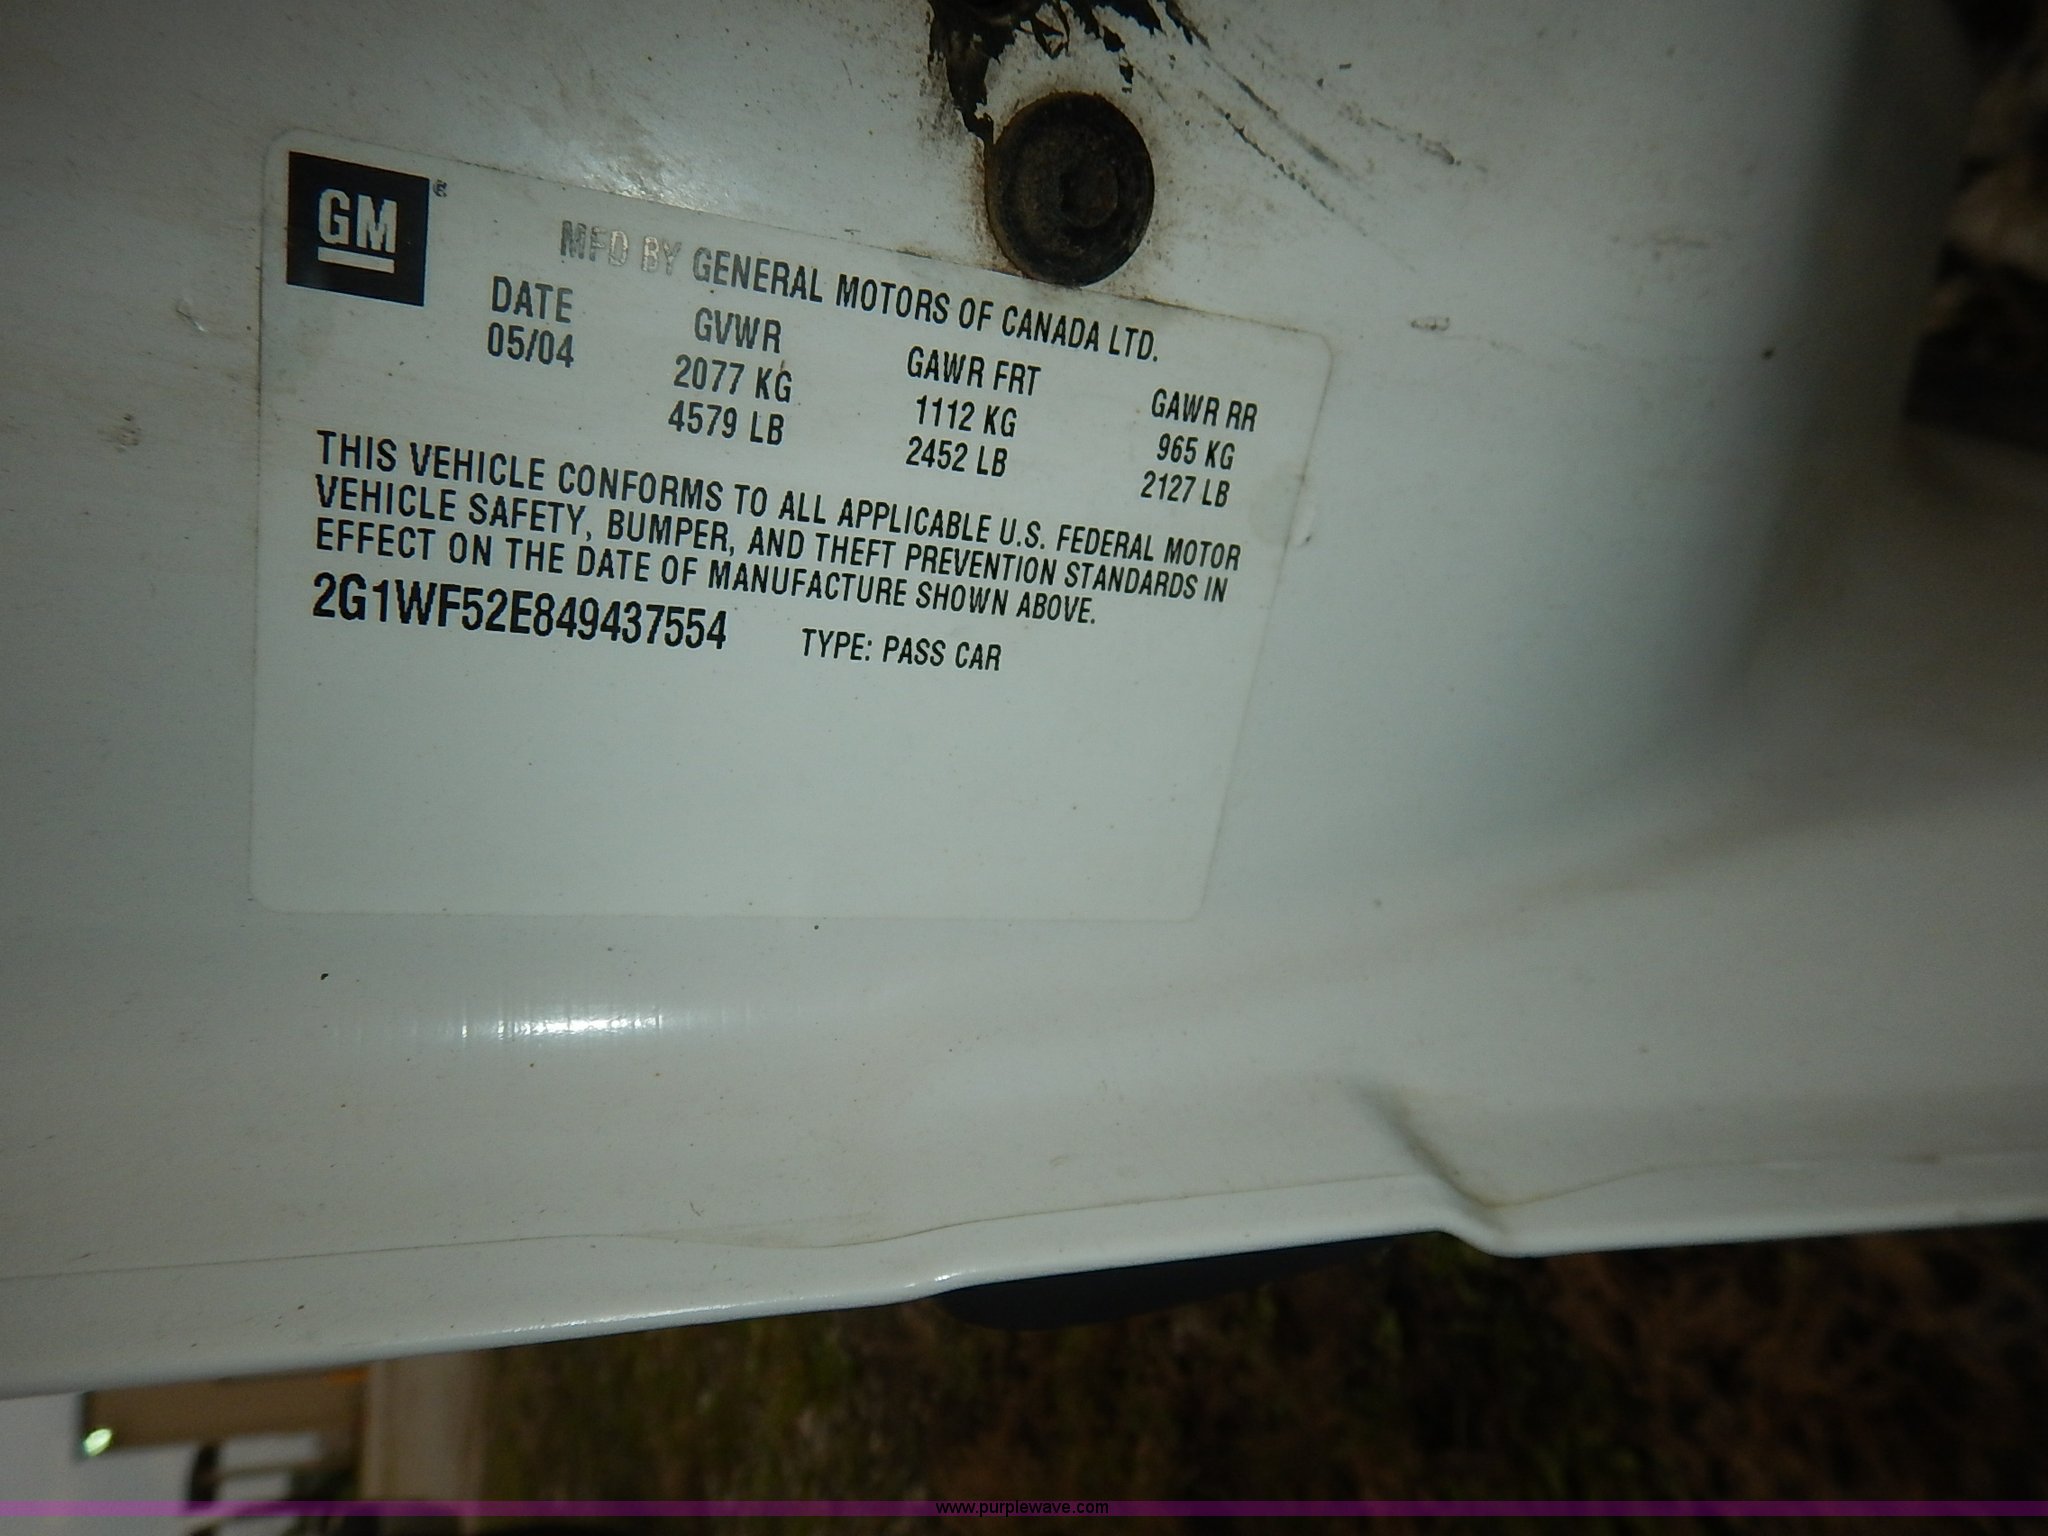 GM
MFD BY GENERAL MOTORS OF CANADA LTD.
DATE GVWR GAWR FRT GAWR RR
05/04 2077 KG 1112 KG 965 KG
4579 LB 2452 LB 2127 LB
THIS VEHICLE CONFORMS TO ALL APPLICABLE U.S. FEDERAL MOTOR
VEHICLE SAFETY, BUMPER, AND THEFT PREVENTION STANDARDS IN
EFFECT ON THE DATE OF MANUFACTURE SHOWN ABOVE.
2G1WF52E849437554 TYPE: PASS CAR
www.purplewave.com